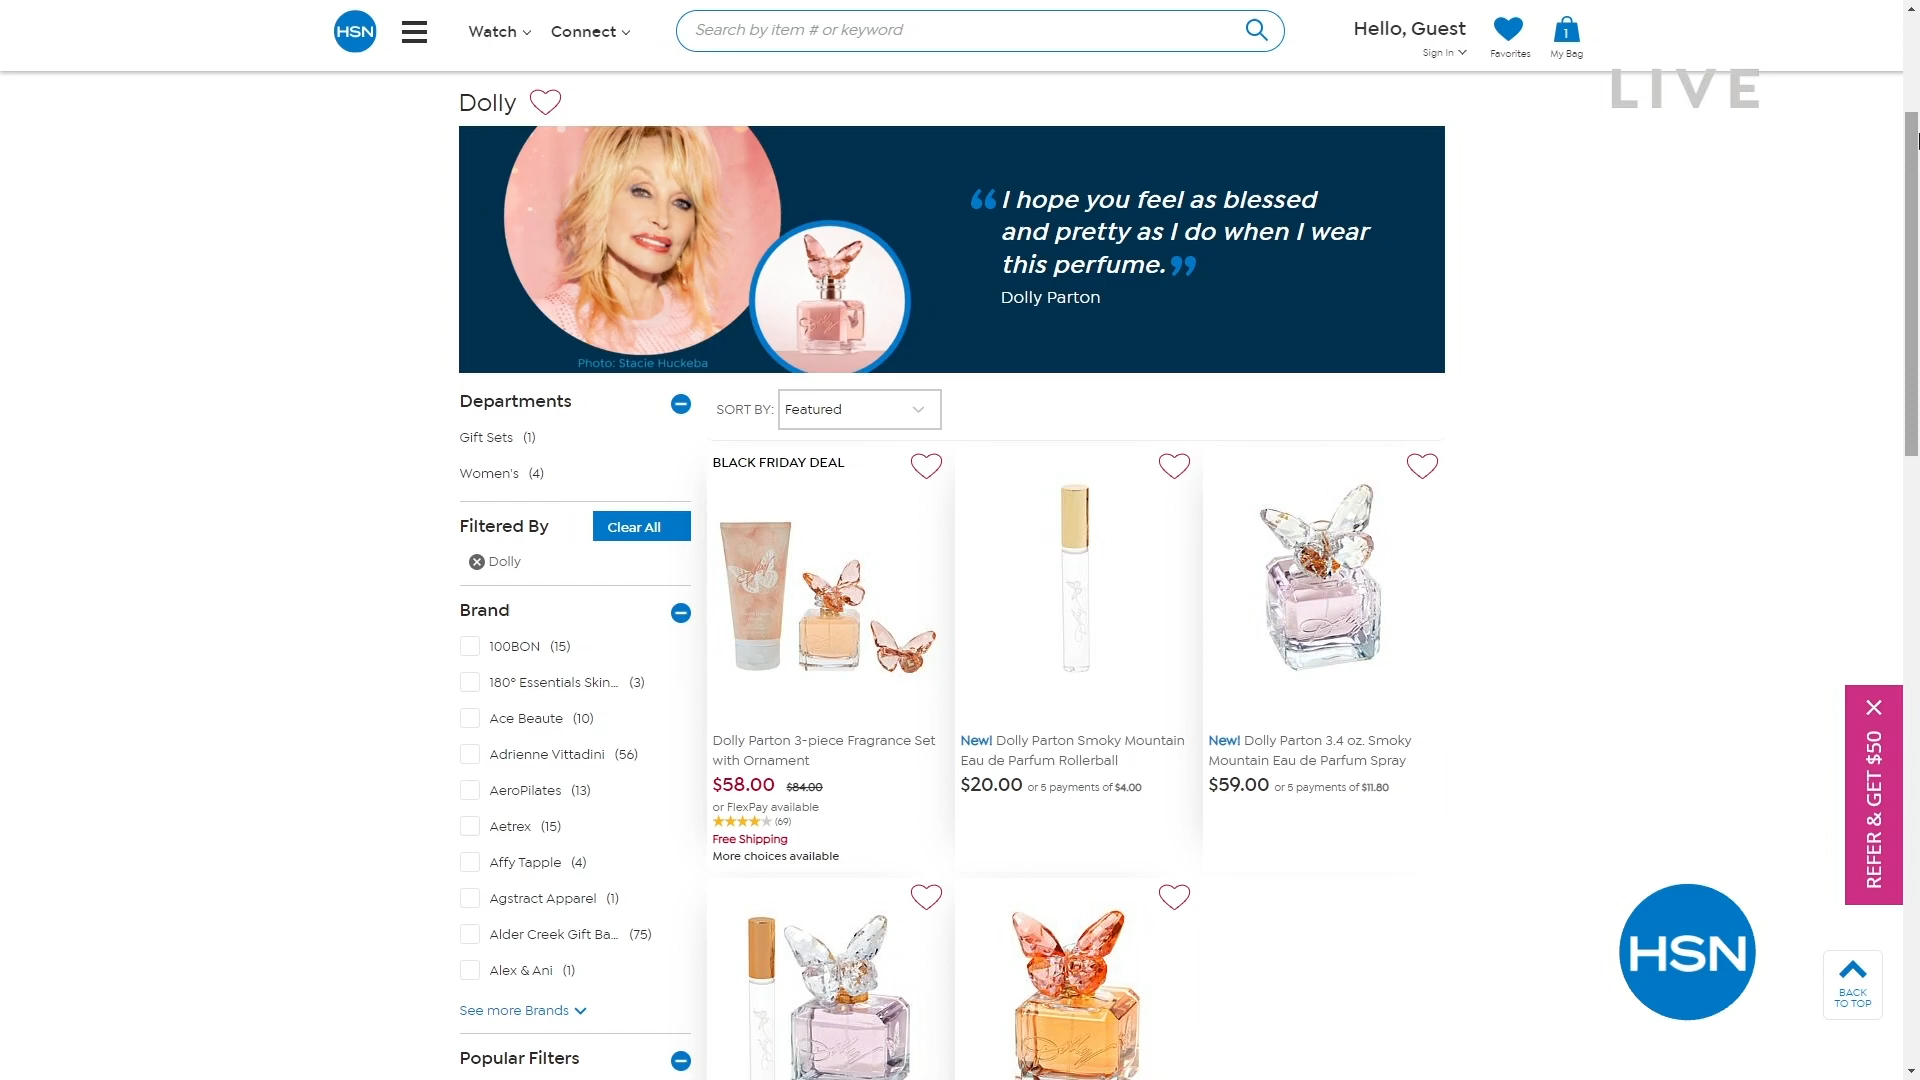 HSN
Watch
Connect
Search by item # or keyword
Hello, Guest
Sign In
Favorites
1
My Bag
LIVE
Dolly
I hope you feel as blessed
and pretty as I do when I wear
this perfume.
Dolly Parton
Photo: Stacie Huckeba
Departments
Gift Sets (1)
Women's (4)
Filtered By
Clear All
Dolly
Brand
100BON (15)
180° Essentials Skin... (3)
Ace Beaute (10)
Adrienne Vittadini (56)
AeroPilates (13)
Aetrex (15)
Affy Tapple (4)
Agstract Apparel (1)
Alder Creek Gift Ba... (75)
Alex & Ani (1)
See more Brands
Popular Filters
SORT BY: Featured
BLACK FRIDAY DEAL
Dolly Parton 3-piece Fragrance Set
with Ornament
$58.00 $84.00
or FlexPay available
(69)
Free Shipping
More choices available
New! Dolly Parton Smoky Mountain
Eau de Parfum Rollerball
$20.00 or 5 payments of $4.00
New! Dolly Parton 3.4 oz. Smoky
Mountain Eau de Parfum Spray
$59.00 or 5 payments of $11.80
Dolly
Dolly
Dolly
REFER & GET $50
HSN
BACK
TO TOP